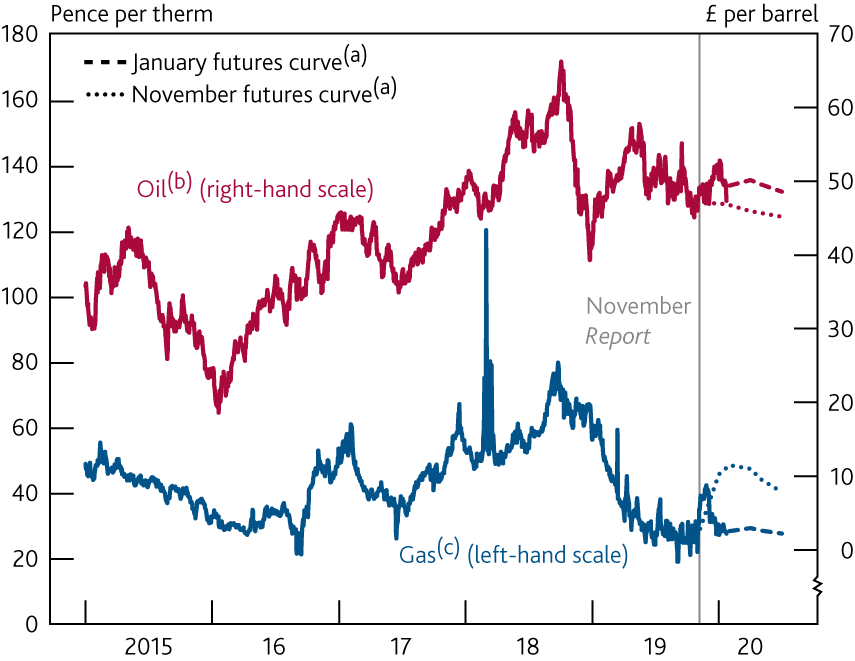 Pence per therm
£ per barrel
180
70
January futures curve(a)
November futures curve(a)
160
60
140
50
Oil(b) (right-hand scale)
120
40
100
November
Report
30
80
20
60
10
40
Gas(c) (left-hand scale)
0
20
0
2015 16 17 18 19 20